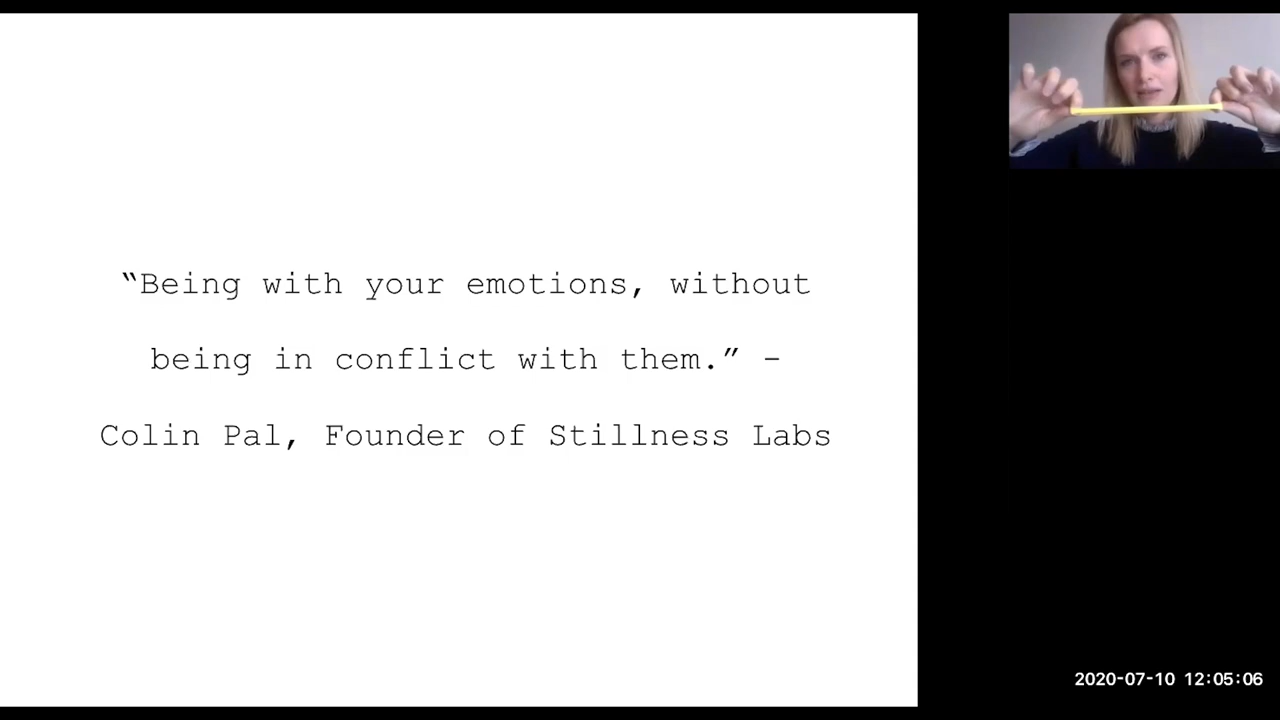 “Being with your emotions, without
being in conflict with them.” –
Colin Pal, Founder of Stillness Labs
2020-07-10 12:05:06